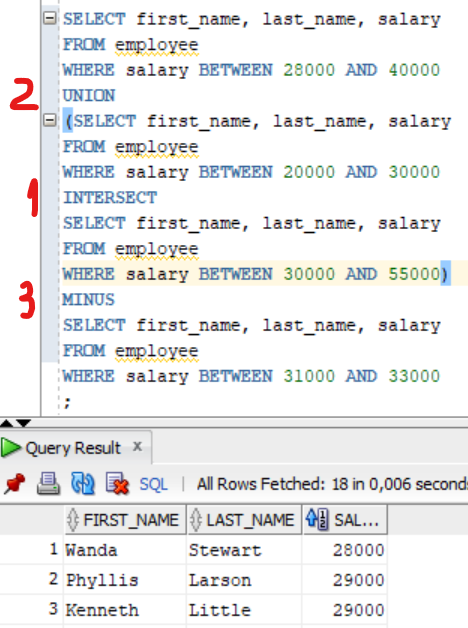 SELECT first_name, last_name, salary
FROM employee
WHERE salary BETWEEN 28000 AND 40000
2 UNION
(SELECT first_name, last_name, salary
FROM employee
WHERE salary BETWEEN 20000 AND 30000
1 INTERSECT
SELECT first_name, last_name, salary
FROM employee
WHERE salary BETWEEN 30000 AND 55000)
3 MINUS
SELECT first_name, last_name, salary
FROM employee
WHERE salary BETWEEN 31000 AND 33000
;
Query Result x
SQL | All Rows Fetched: 18 in 0,006 second
FIRST_NAME LAST_NAME SAL...
1 Wanda Stewart 28000
2 Phyllis Larson 29000
3 Kenneth Little 29000